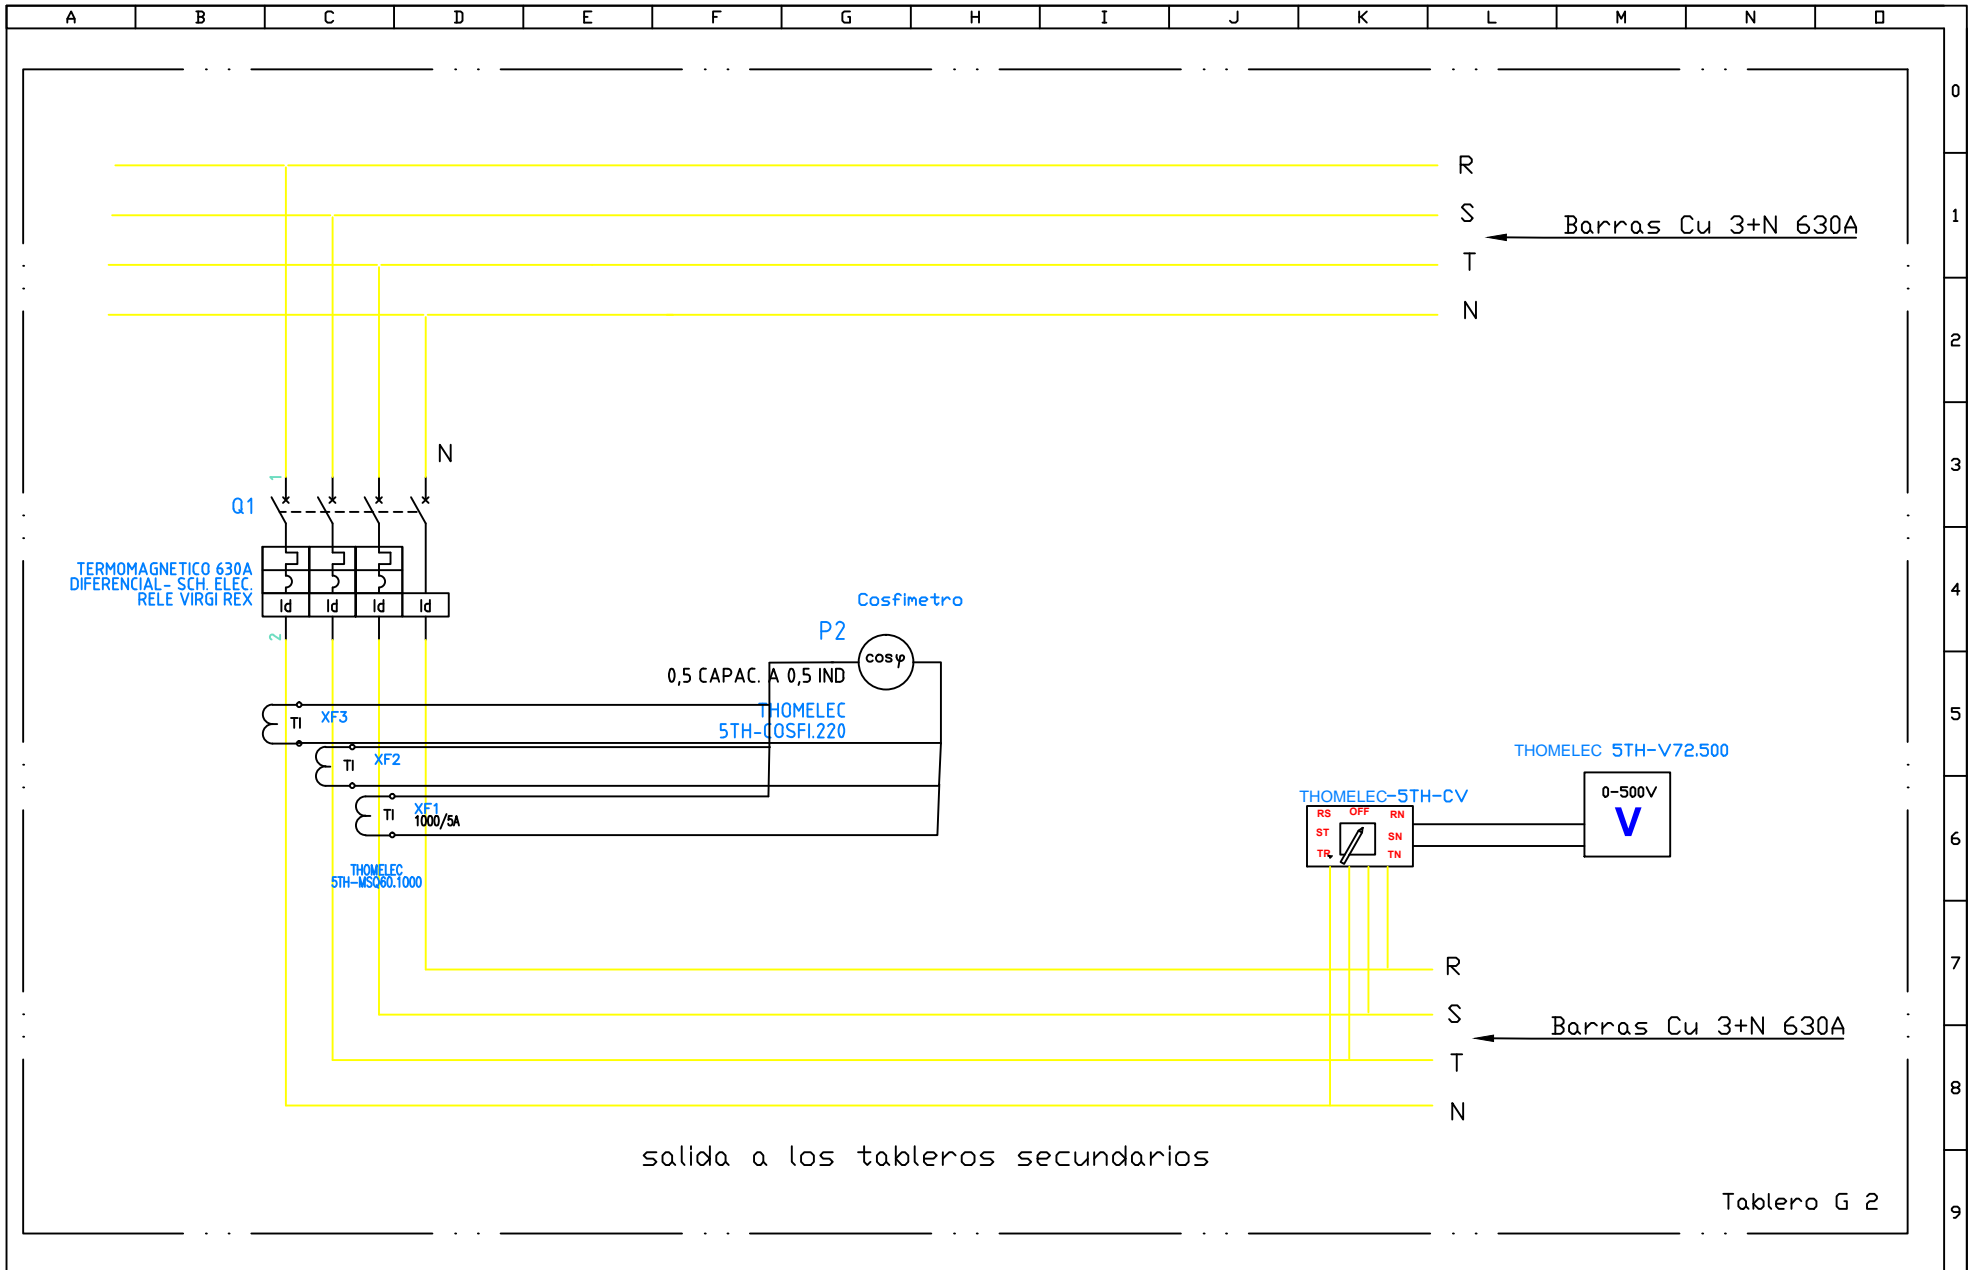 A B C D E F G H I J K L M N O
0
R
1
S
Barras Cu 3+N 630A
T
N
2
N
3
1
Q1
TERMOMAGNETICO 630A
DIFERENCIAL- SCH. ELEC.
RELE VIRGI REX
Id Id Id Id
4
2
Cosfimetro
P2
cosφ
0,5 CAPAC. A 0,5 IND
THOMELEC
5TH-COSFI.220
5
TI XF3
TI XF2
TI XF1
1000/5A
THOMELEC
5TH-MSQ60.1000
THOMELEC 5TH-V72.500
0-500V
V
THOMELEC-5TH-CV
RS OFF RN
ST SN
TR TN
6
R
7
S
Barras Cu 3+N 630A
T
8
N
salida a los tableros secundarios
Tablero G 2
9